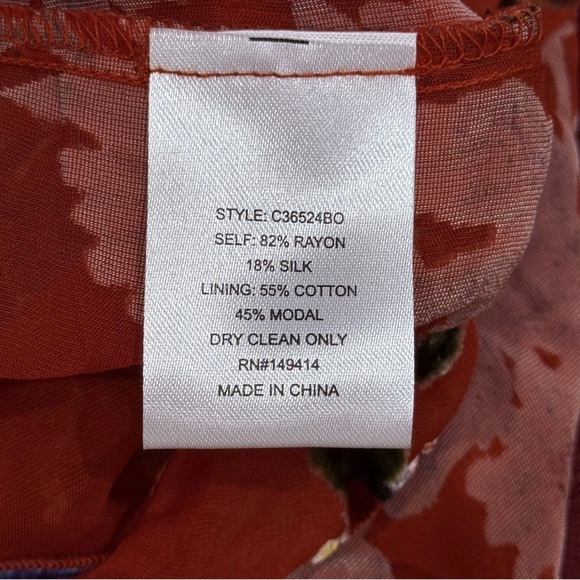 STYLE: C36524BO
SELF: 82% RAYON
18% SILK
LINING: 55% COTTON
45% MODAL
DRY CLEAN ONLY
RN#149414
MADE IN CHINA